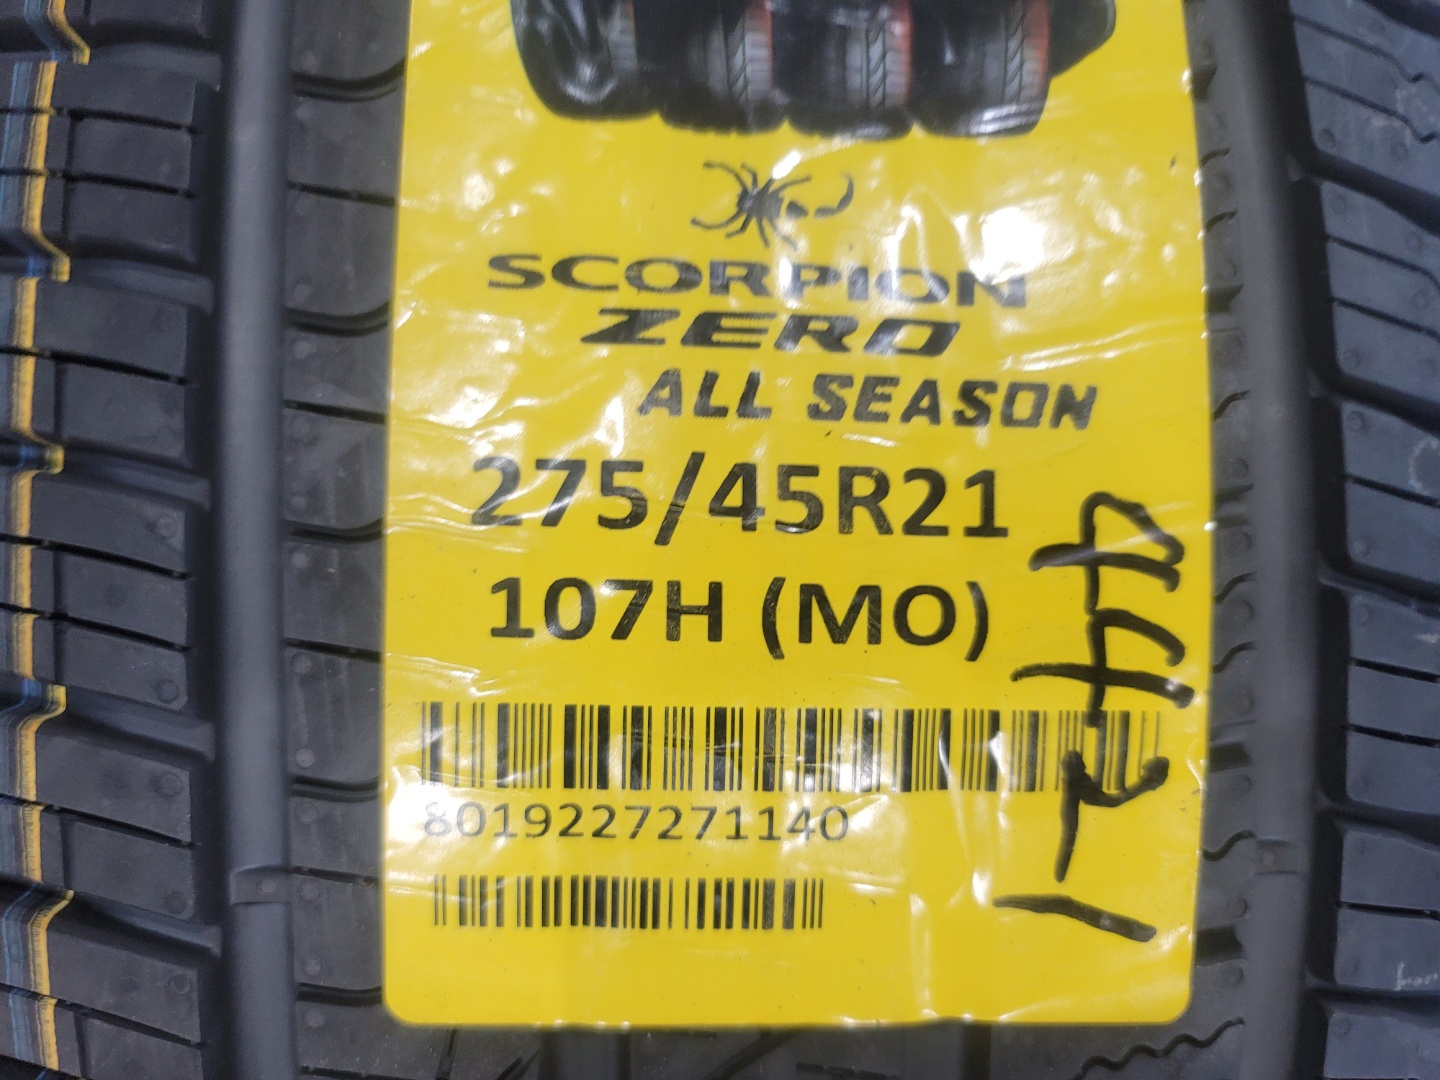 SCORPION
ZERO
ALL SEASON
275/45R21
107H (MO)
8019227271140